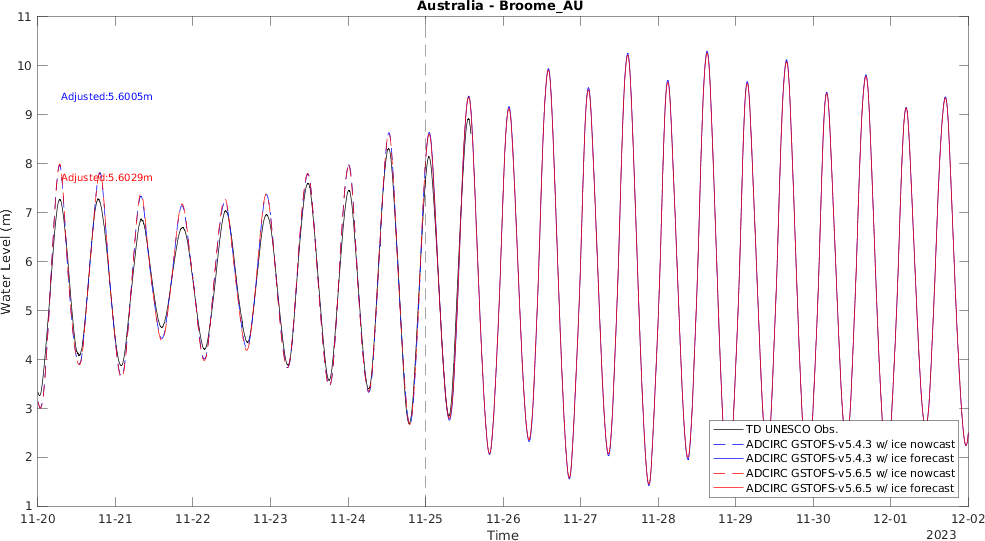 Australia - Broome_AU
11
10
9
8
7
6
5
4
3
2
1
Water Level (m)
Adjusted:5.6005m
Adjusted:5.6029m
TD UNESCO Obs.
ADCIRC GSTOFS-v5.4.3 w/ ice nowcast
ADCIRC GSTOFS-v5.4.3 w/ ice forecast
ADCIRC GSTOFS-v5.6.5 w/ ice nowcast
ADCIRC GSTOFS-v5.6.5 w/ ice forecast
11-20 11-21 11-22 11-23 11-24 11-25 11-26 11-27 11-28 11-29 11-30 12-01 12-02
Time
2023